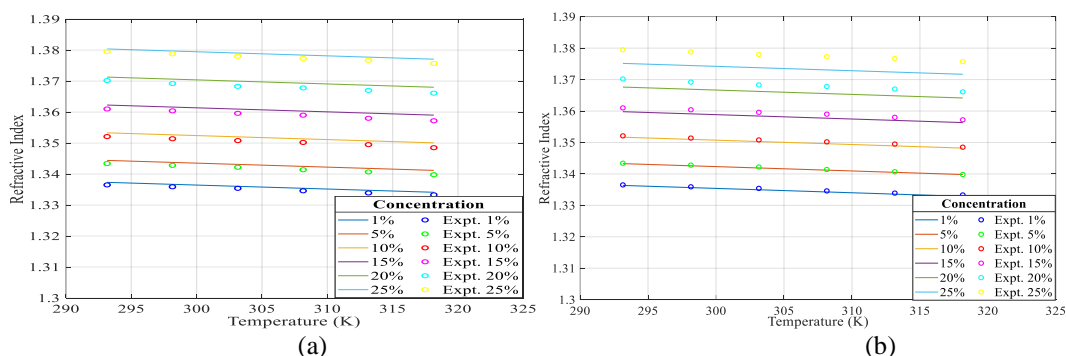 1.39
1.38
1.37
1.36
1.35
1.34
1.33
1.32
1.31
1.3
Refractive Index
290 295 300 305 310 315 320 325
Temperature (K)
Concentration
1% Expt. 1%
5% Expt. 5%
10% Expt. 10%
15% Expt. 15%
20% Expt. 20%
25% Expt. 25%
(a)
1.39
1.38
1.37
1.36
1.35
1.34
1.33
1.32
1.31
1.3
Refractive Index
290 295 300 305 310 315 320 325
Temperature (K)
Concentration
1% Expt. 1%
5% Expt. 5%
10% Expt. 10%
15% Expt. 15%
20% Expt. 20%
25% Expt. 25%
(b)